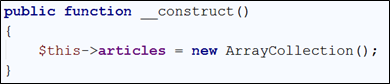 public function __construct()
{
$this->articles = new ArrayCollection();
}